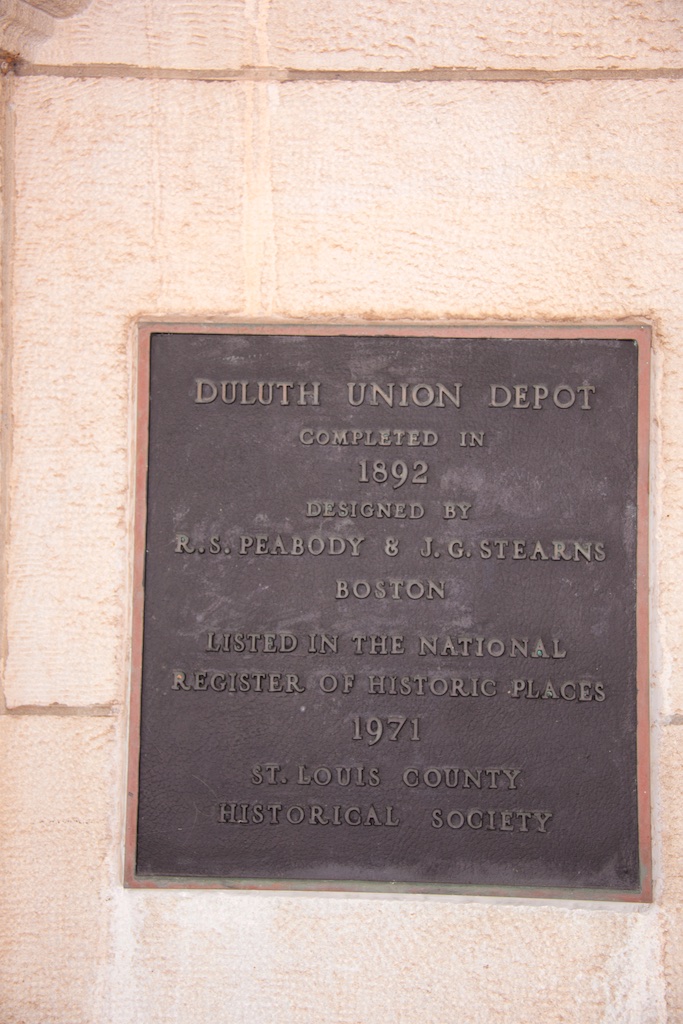 DULUTH UNION DEPOT
COMPLETED IN
1892
DESIGNED BY
R.S. PEABODY & J.G. STEARNS
BOSTON
LISTED IN THE NATIONAL
REGISTER OF HISTORIC PLACES
1971
ST. LOUIS COUNTY
HISTORICAL SOCIETY